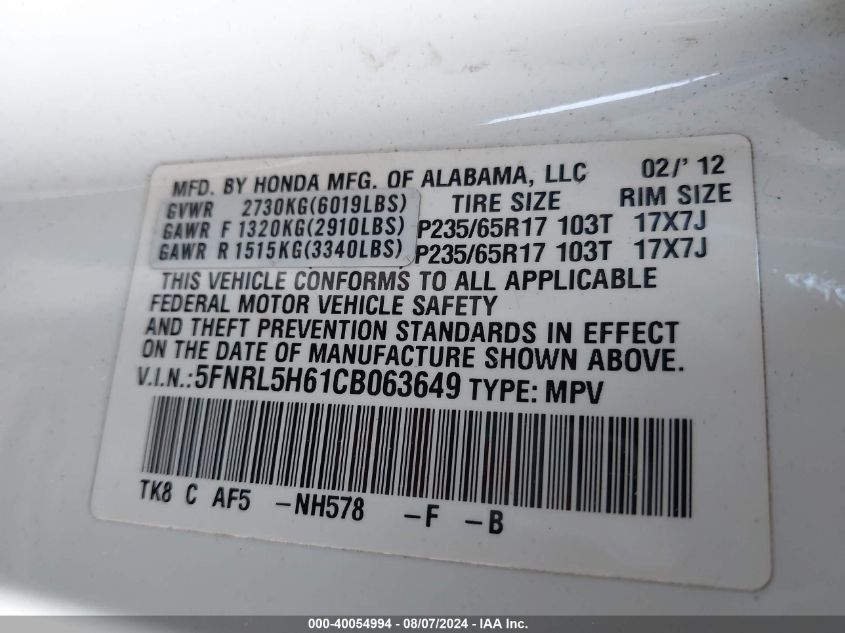 MFD. BY HONDA MFG. OF ALABAMA, LLC 02/' 12
GVWR 2730KG(6019LBS) TIRE SIZE RIM SIZE
GAWR F 1320KG(2910LBS) P235/65R17 103T 17X7J
GAWR R 1515KG(3340LBS) P235/65R17 103T 17X7J
THIS VEHICLE CONFORMS TO ALL APPLICABLE
FEDERAL MOTOR VEHICLE SAFETY
AND THEFT PREVENTION STANDARDS IN EFFECT
ON THE DATE OF MANUFACTURE SHOWN ABOVE.
V.I.N.:5FNRL5H61CB063649 TYPE: MPV
TK8 C AF5 -NH578 -F -B
000-40054994 - 08/07/2024 - IAA Inc.